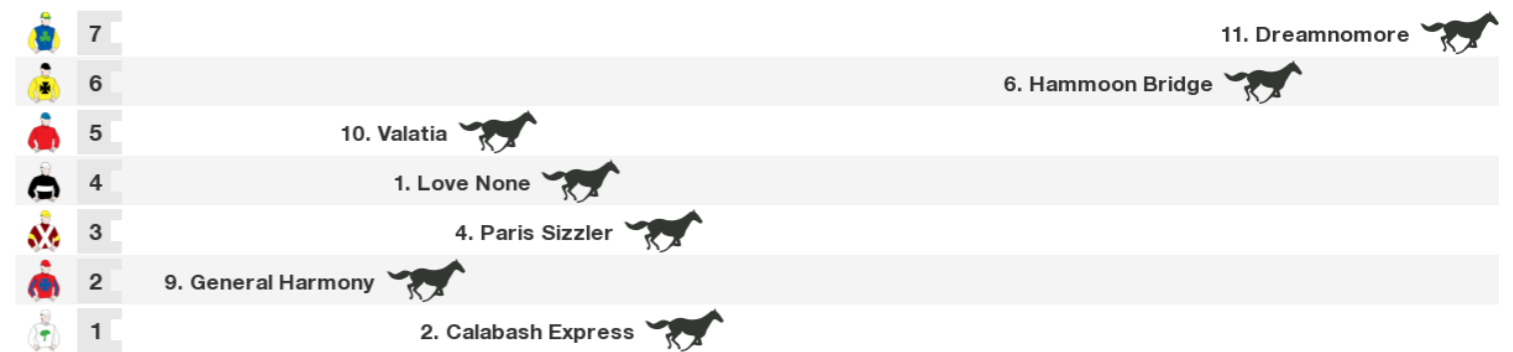 7 11. Dreamnomore
6 6. Hammoon Bridge
5 10. Valatia
4 1. Love None
3 4. Paris Sizzler
2 9. General Harmony
1 2. Calabash Express